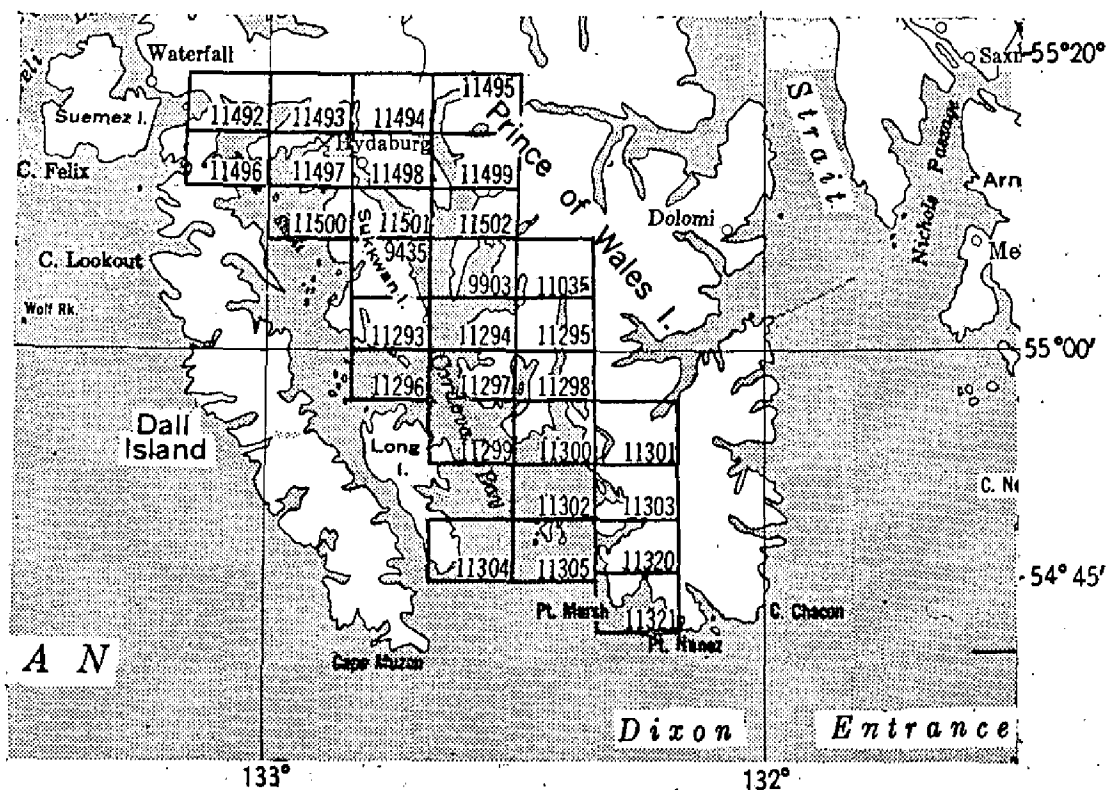 Waterfall
55°20'
Suemez I.
11492 11493 11494 11495
Hydaburg
C. Felix
11496 11497 11498 11499
11500 11501 11502
Sukkwan I.
Prince of Wales I.
Dolomi
Strait
Nichols Passage
C. Lookout
Wolf Rk.
9435
9903 11035
11293 11294 11295
55°00'
11296 11297 11298
Dall
Island
Long
I.
11299 11300 11301
11302 11303
11304 11305 11320
54°45'
Pt. Marsh
11321
C. Chacon
Pt. Nunez
Cape Muzon
A N
Dixon Entrance
133° 132°